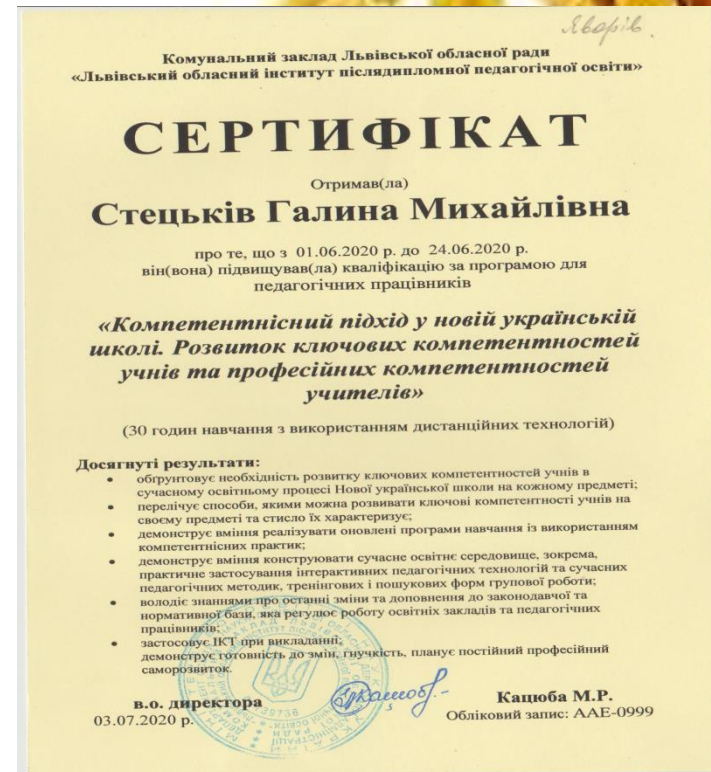 Яворів.
Комунальний заклад Львівської обласної ради
«Львівський обласний інститут післядипломної педагогічної освіти»
СЕРТИФІКАТ
Отримав(ла)
Стецьків Галина Михайлівна
про те, що з 01.06.2020 р. до 24.06.2020 р.
він(вона) підвищував(ла) кваліфікацію за програмою для
педагогічних працівників
«Компетентнісний підхід у новій українській
школі. Розвиток ключових компетентностей
учнів та професійних компетентностей
учителів»
(30 годин навчання з використанням дистанційних технологій)
Досягнуті результати:
• обґрунтовує необхідність розвитку ключових компетентностей учнів в
сучасному освітньому процесі Нової української школи на кожному предметі;
• перелічує способи, якими можна розвивати ключові компетентності учнів на
своєму предметі та стисло їх характеризує;
• демонструє вміння реалізувати оновлені програми навчання із використанням
компетентнісних практик;
• демонструє вміння конструювати сучасне освітнє середовище, зокрема,
практичне застосування інтерактивних педагогічних технологій та сучасних
педагогічних методик, тренінгових і пошукових форм групової роботи;
• володіє знаннями про останні зміни та доповнення до законодавчої та
нормативної бази, яка регулює роботу освітніх закладів та педагогічних
працівників;
• застосовує ІКТ при викладанні;
демонструє готовність до змін, гнучкість, планує постійний професійний
саморозвиток.
в.о. директора Кацюба М.Р.
03.07.2020 р. Обліковий запис: ААЕ-0999